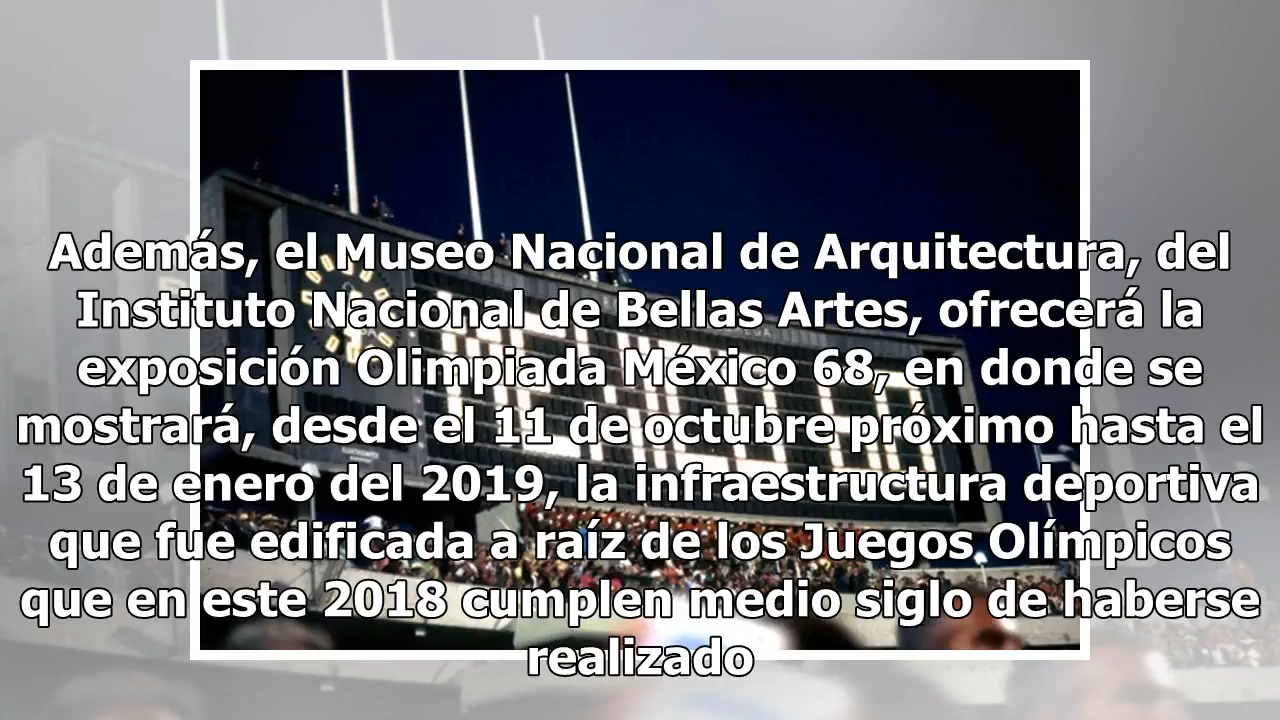 Además, el Museo Nacional de Arquitectura, del
Instituto Nacional de Bellas Artes, ofrecerá la
exposición Olimpiada México 68, en donde se
mostrará, desde el 11 de octubre próximo hasta el
13 de enero del 2019, la infraestructura deportiva
que fue edificada a raíz de los Juegos Olímpicos
que en este 2018 cumplen medio siglo de haberse
realizado